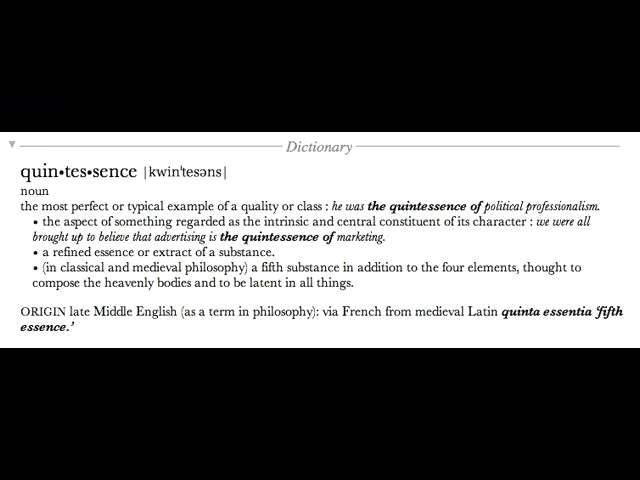 Dictionary
quin•tes•sence |kwin'tesəns|
noun
the most perfect or typical example of a quality or class : he was the quintessence of political professionalism.
• the aspect of something regarded as the intrinsic and central constituent of its character : we were all
brought up to believe that advertising is the quintessence of marketing.
• a refined essence or extract of a substance.
• (in classical and medieval philosophy) a fifth substance in addition to the four elements, thought to
compose the heavenly bodies and to be latent in all things.
ORIGIN late Middle English (as a term in philosophy): via French from medieval Latin quinta essentia ‘fifth
essence.’